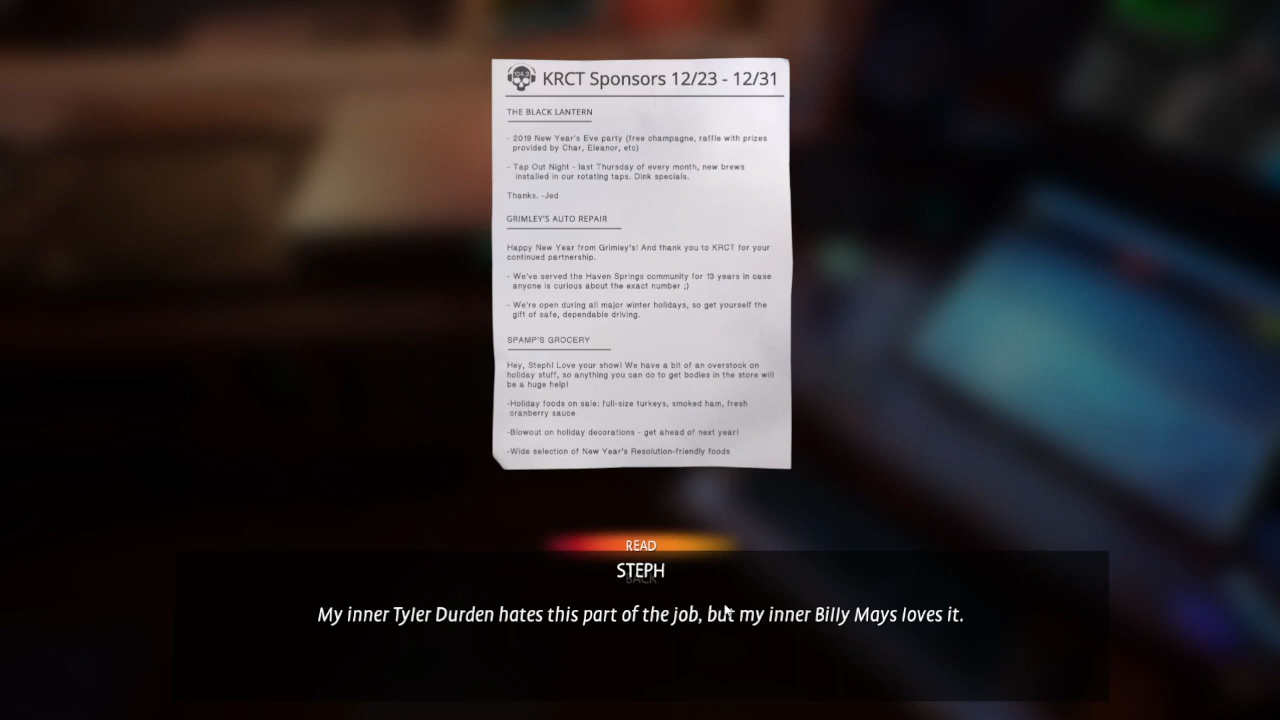 KRCT Sponsors 12/23 - 12/31
THE BLACK LANTERN
- 2019 New Year's Eve party (free champagne, raffle with prizes
provided by Char, Eleanor, etc)
- Tap Out Night - last Thursday of every month, new brews
installed in our rotating taps. Dink specials.
Thanks. -Jed
GRIMLEY'S AUTO REPAIR
Happy New Year from Grimley's! And thank you to KRCT for your
continued partnership.
- We've served the Haven Springs community for 13 years in case
anyone is curious about the exact number ;)
- We're open during all major winter holidays, so get yourself the
gift of safe, dependable driving.
SPAMP'S GROCERY
Hey, Steph! Love your show! We have a bit of an overstock on
holiday stuff, so anything you can do to get bodies in the store will
be a huge help!
-Holiday foods on sale: full-size turkeys, smoked ham, fresh
cranberry sauce
-Blowout on holiday decorations - get ahead of next year!
-Wide selection of New Year's Resolution-friendly foods
READ
STEPH
BACK
My inner Tyler Durden hates this part of the job, but my inner Billy Mays loves it.